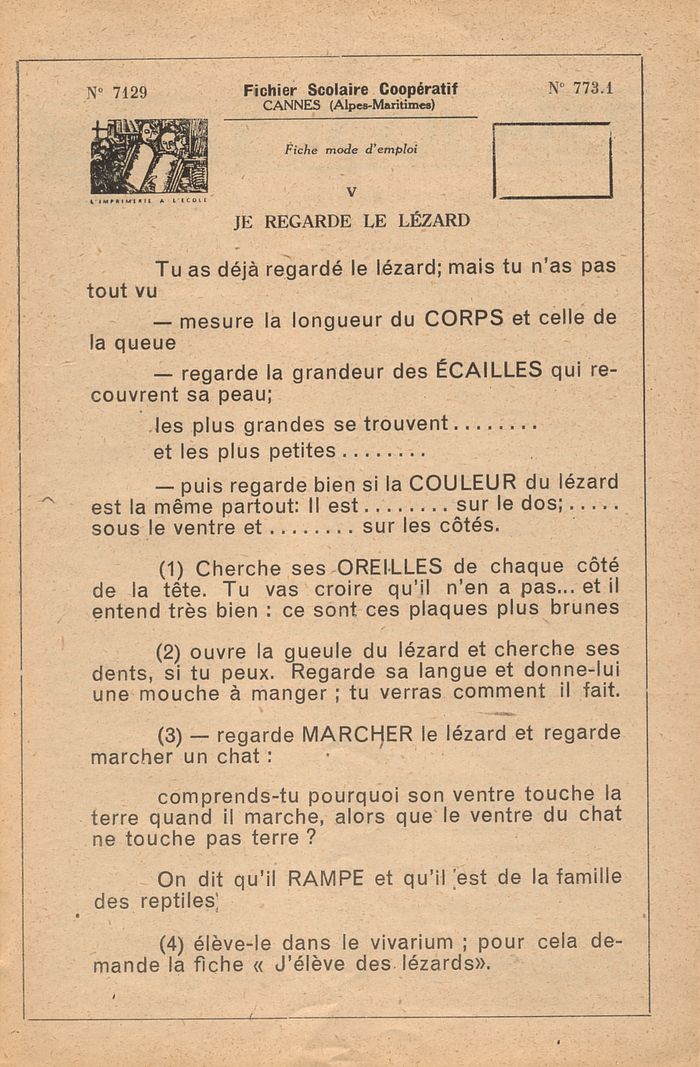 N° 7129
Fichier Scolaire Coopératif
N° 773.1
CANNES (Alpes-Maritimes)
Fiche mode d'emploi
L'IMPRIMERIE A L'ECOLE
V
JE REGARDE LE LÉZARD
Tu as déjà regardé le lézard; mais tu n'as pas
tout vu
— mesure la longueur du CORPS et celle de
la queue
— regarde la grandeur des ÉCAILLES qui re-
couvrent sa peau;
les plus grandes se trouvent ........
et les plus petites ........
— puis regarde bien si la COULEUR du lézard
est la même partout: Il est ........ sur le dos; .....
sous le ventre et ........ sur les côtés.
(1) Cherche ses OREILLES de chaque côté
de la tête. Tu vas croire qu'il n'en a pas... et il
entend très bien : ce sont ces plaques plus brunes
(2) ouvre la gueule du lézard et cherche ses
dents, si tu peux. Regarde sa langue et donne-lui
une mouche à manger ; tu verras comment il fait.
(3) — regarde MARCHER le lézard et regarde
marcher un chat :
comprends-tu pourquoi son ventre touche la
terre quand il marche, alors que le ventre du chat
ne touche pas terre ?
On dit qu'il RAMPE et qu'il est de la famille
des reptiles;
(4) élève-le dans le vivarium ; pour cela de-
mande la fiche « J'élève des lézards».